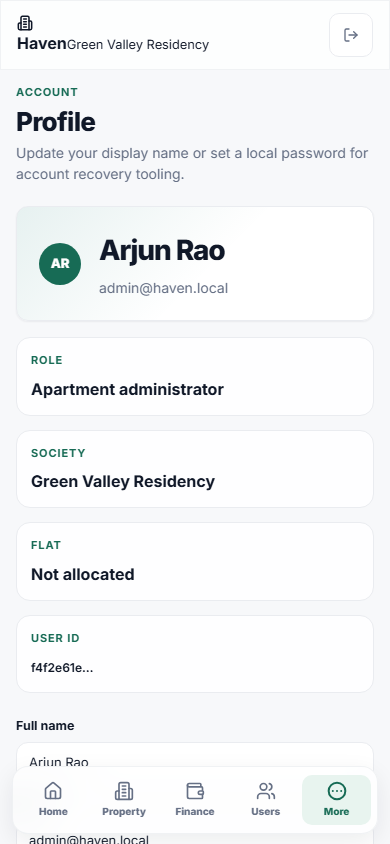 HavenGreen Valley Residency
ACCOUNT
Profile
Update your display name or set a local password for
account recovery tooling.
AR
Arjun Rao
admin@haven.local
ROLE
Apartment administrator
SOCIETY
Green Valley Residency
FLAT
Not allocated
USER ID
f4f2e61e...
Full name
Arjun Rao
Home Property Finance Users More
admin@haven.local